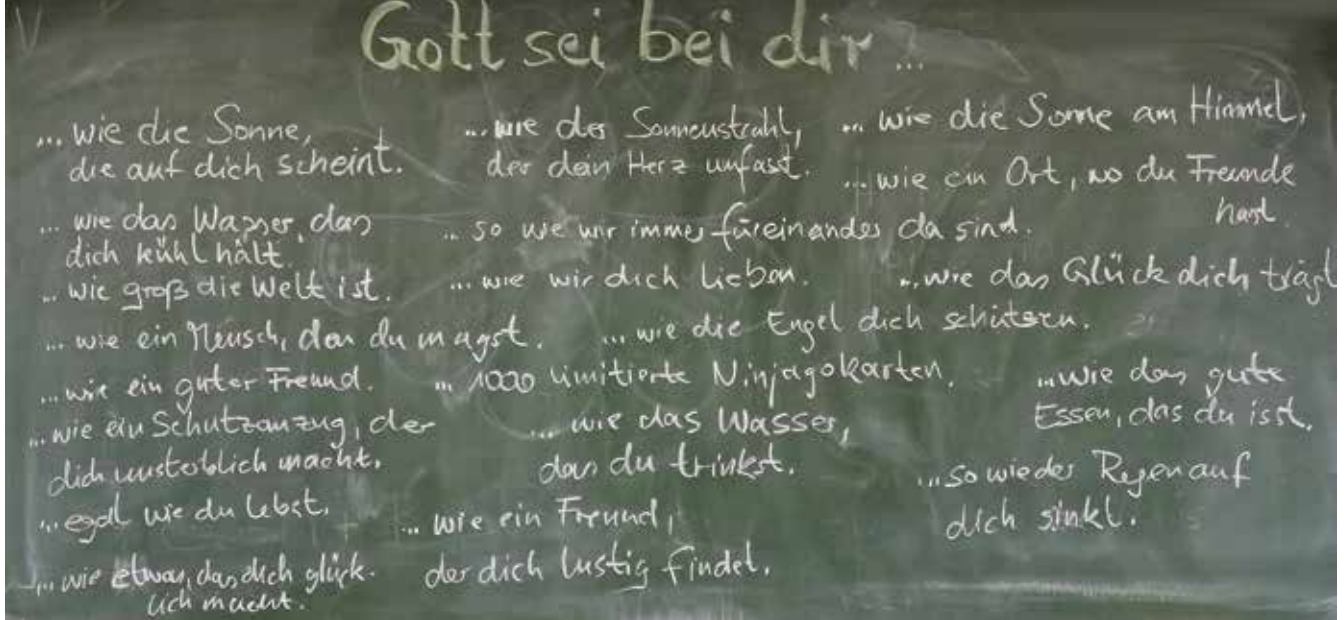 Gott sei bei dir...
... wie die Sonne,
die auf dich scheint.
... wie das Wasser, das
dich kühl hält.
... wie groß die Welt ist.
... wie ein Mensch, den du magst.
... wie ein guter Freund.
... wie ein Schutzanzug, der
dich unsterblich macht.
... egal wie du lebst.
... wie etwas, das dich glück-
lich macht.
... wie der Sonnenstrahl,
der dein Herz umfasst.
... so wie wir immer füreinander da sind.
... wie wir dich lieben.
... wie die Engel dich schützen.
... 1000 limitierte Ninjagokarten.
... wie das Wasser,
das du trinkst.
... wie ein Freund,
der dich lustig findet.
... wie die Sonne am Himmel.
... wie ein Ort, wo du Freunde
hast.
... wie das Glück dich trägt
... wie das gute
Essen, das du isst.
... so wie der Regen auf
dich sinkt.